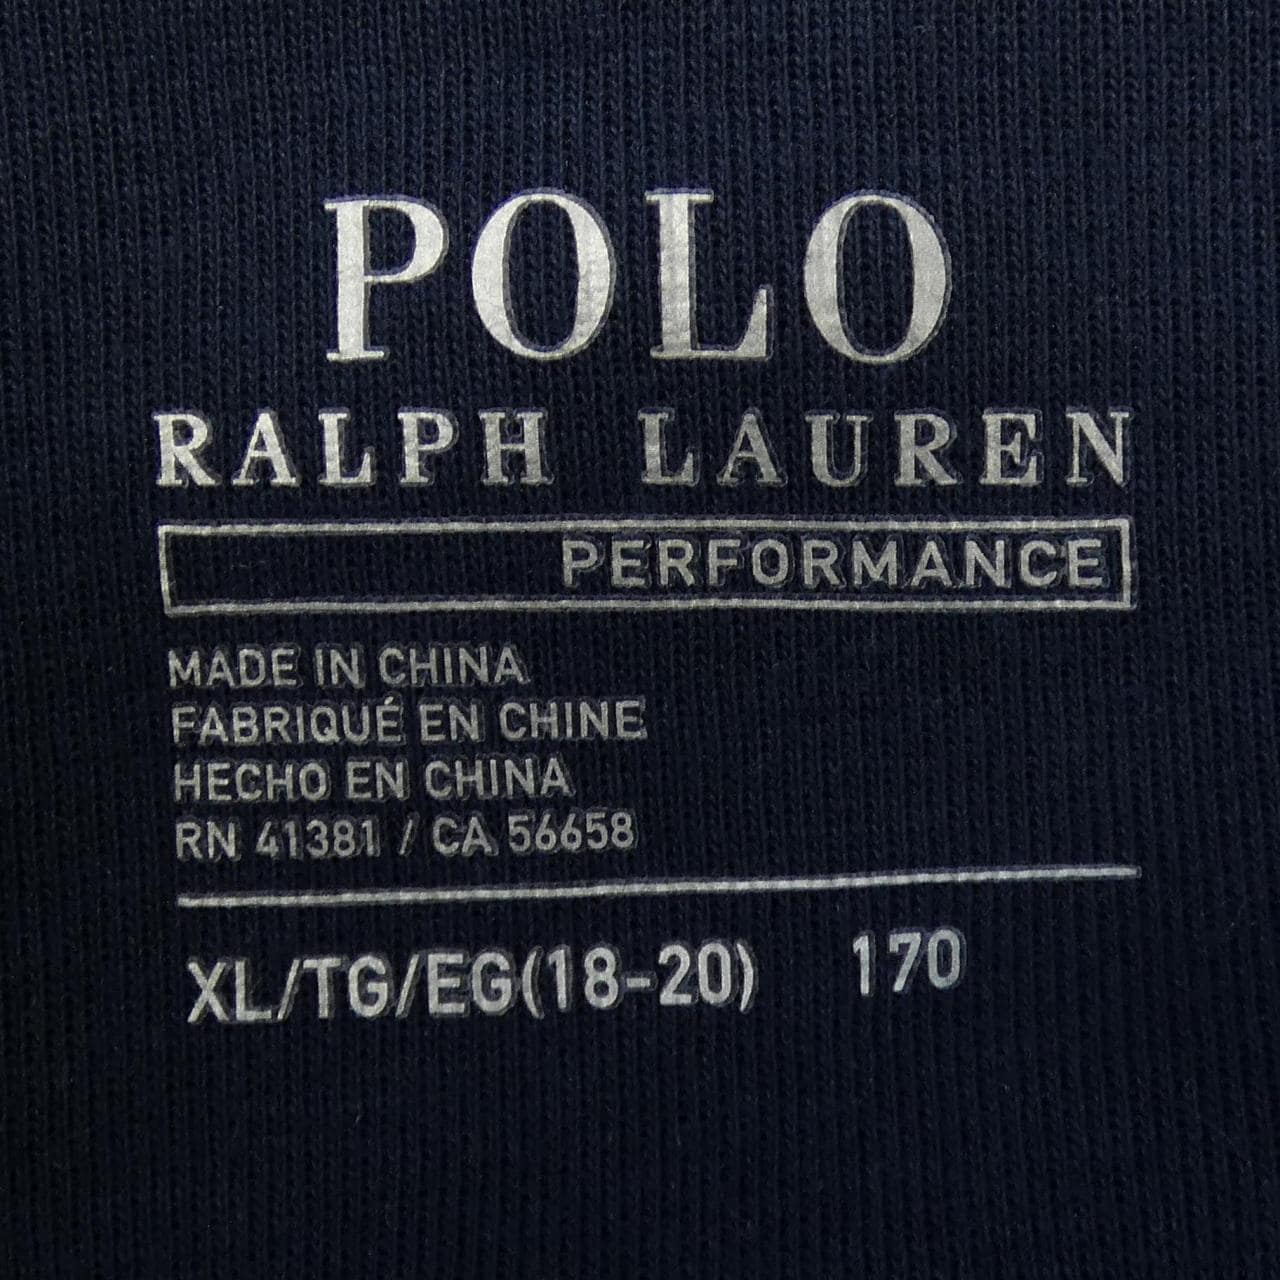 POLO
RALPH LAUREN
PERFORMANCE
MADE IN CHINA
FABRIQUÉ EN CHINE
HECHO EN CHINA
RN 41381 / CA 56658
XL/TG/EG(18-20) 170